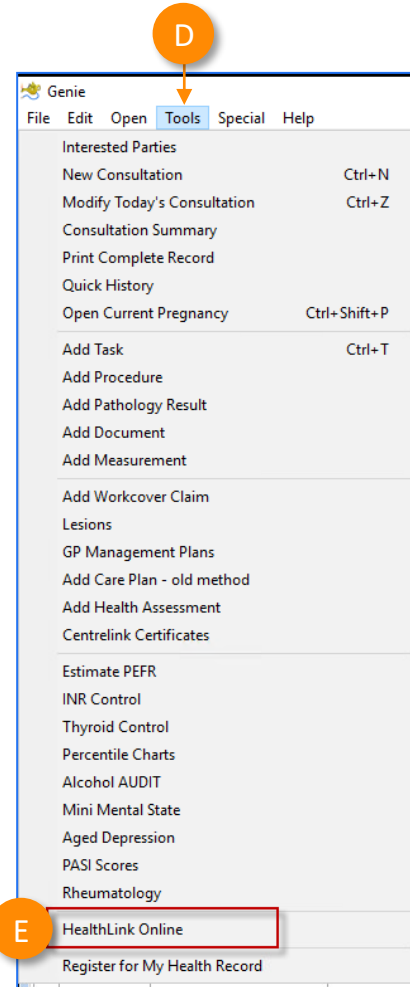 D
Genie
File Edit Open Tools Special Help
Interested Parties
New Consultation Ctrl+N
Modify Today's Consultation Ctrl+Z
Consultation Summary
Print Complete Record
Quick History
Open Current Pregnancy Ctrl+Shift+P
Add Task Ctrl+T
Add Procedure
Add Pathology Result
Add Document
Add Measurement
Add Workcover Claim
Lesions
GP Management Plans
Add Care Plan - old method
Add Health Assessment
Centrelink Certificates
Estimate PEFR
INR Control
Thyroid Control
Percentile Charts
Alcohol AUDIT
Mini Mental State
Aged Depression
PASI Scores
Rheumatology
E HealthLink Online
Register for My Health Record